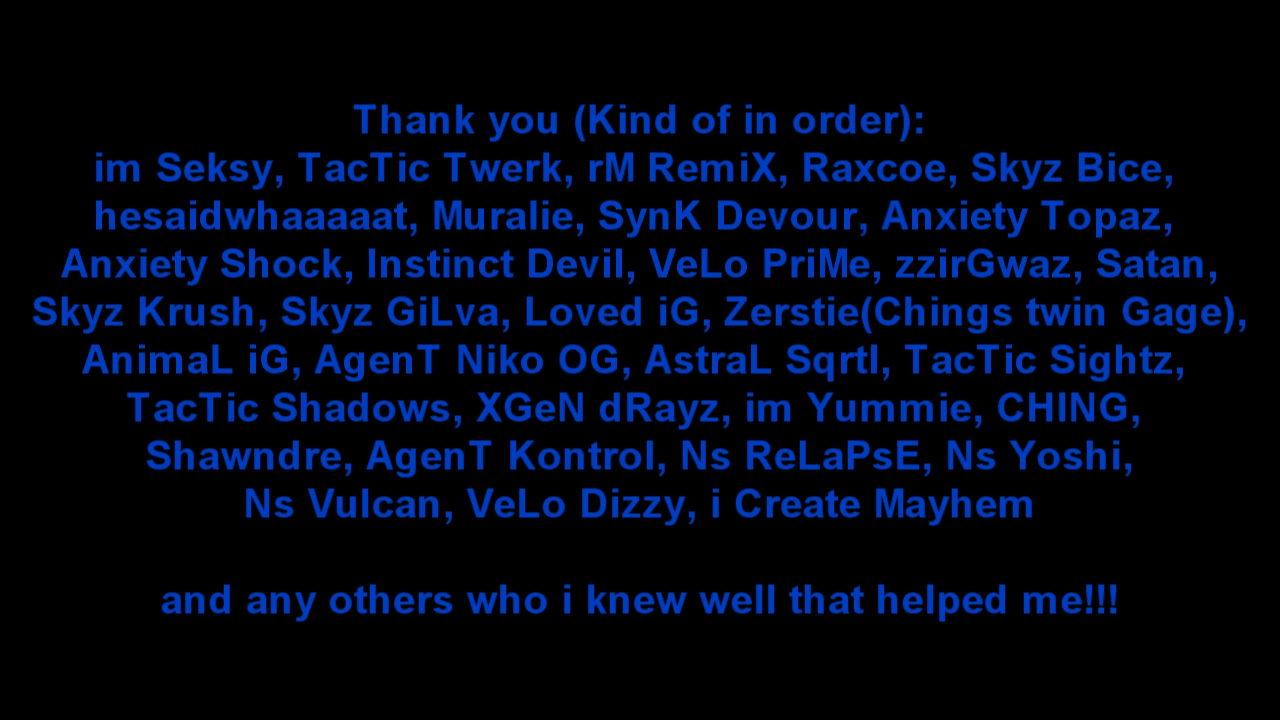 Thank you (Kind of in order):
im Seksy, TacTic Twerk, rM RemiX, Raxcoe, Skyz Bice,
hesaidwhaaaaat, Muralie, SynK Devour, Anxiety Topaz,
Anxiety Shock, Instinct Devil, VeLo PriMe, zzirGwaz, Satan,
Skyz Krush, Skyz GiLva, Loved iG, Zerstie(Chings twin Gage),
AnimaL iG, AgenT Niko OG, AstraL Sqrtl, TacTic Sightz,
TacTic Shadows, XGeN dRayz, im Yummie, CHING,
Shawndre, AgenT Kontrol, Ns ReLaPsE, Ns Yoshi,
Ns Vulcan, VeLo Dizzy, i Create Mayhem
and any others who i knew well that helped me!!!